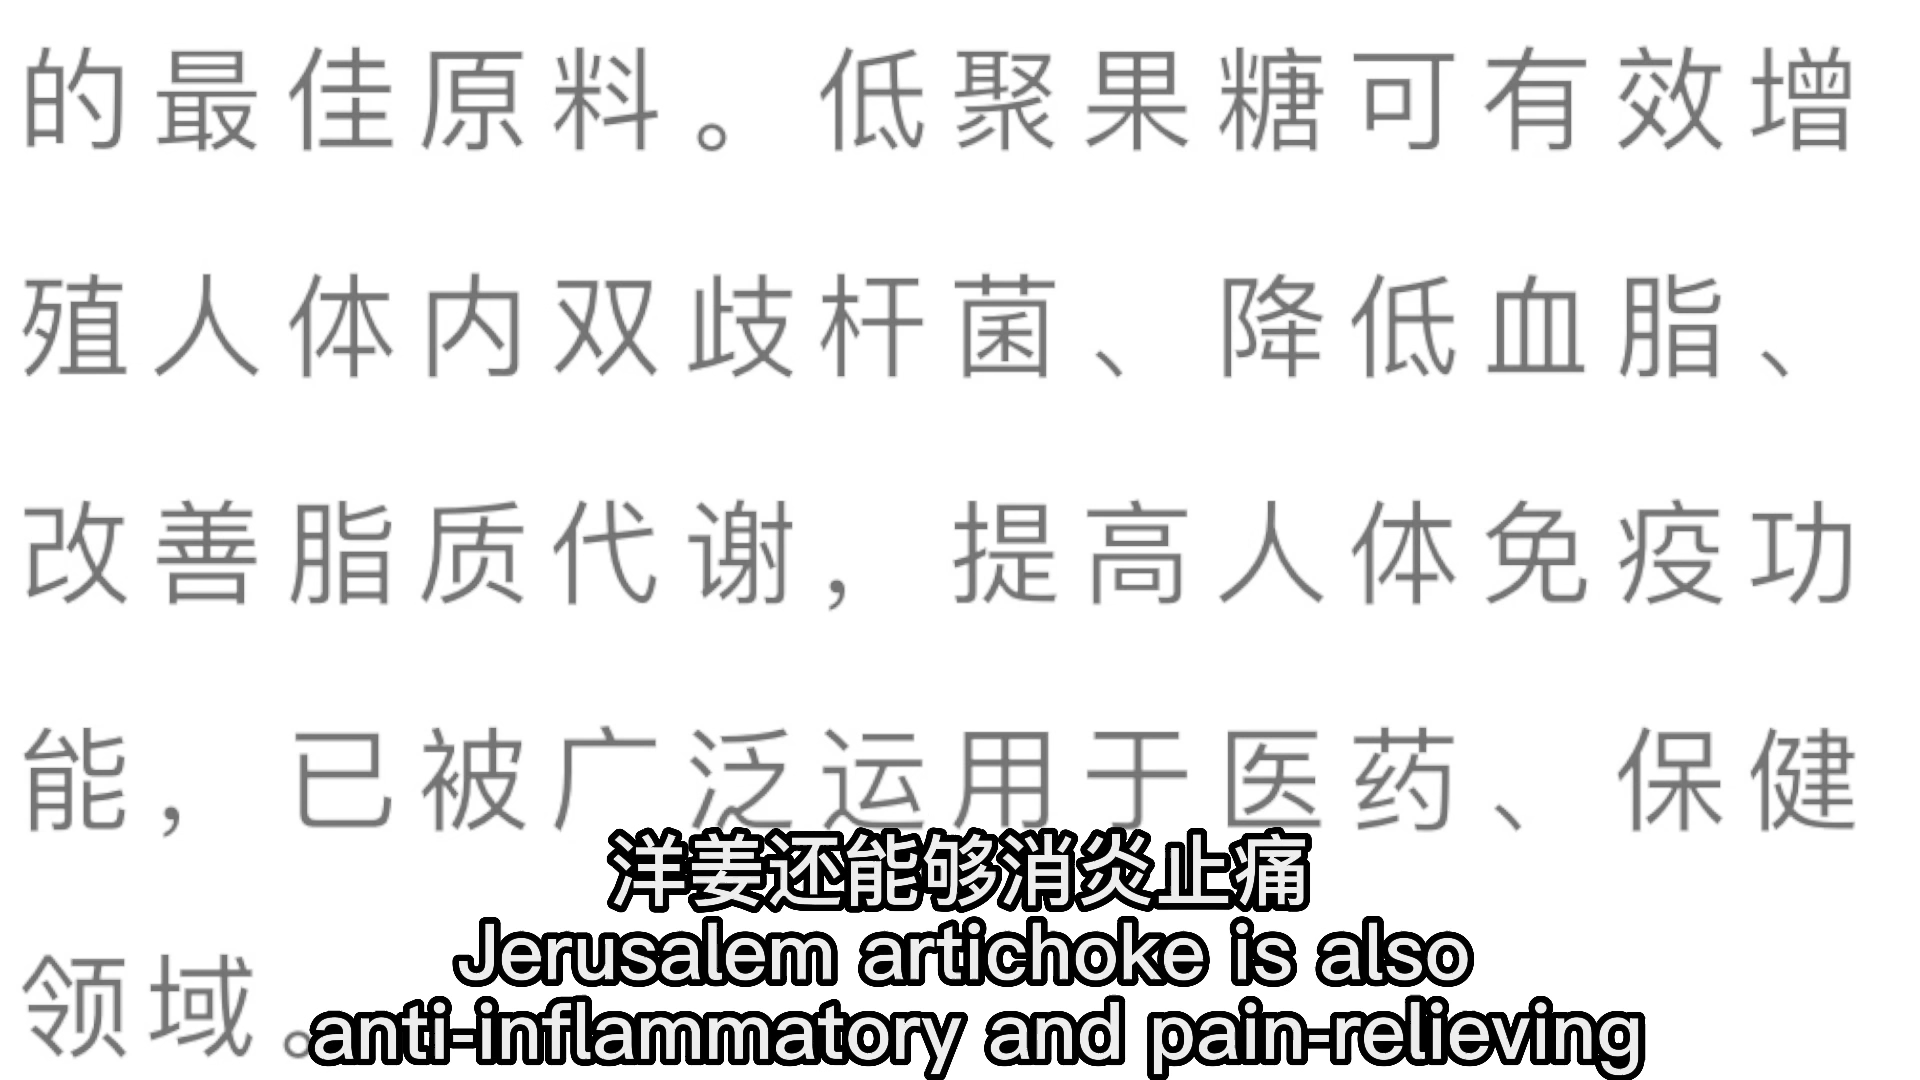 的最佳原料。低聚果糖可有效增
殖人体内双歧杆菌、降低血脂、
改善脂质代谢，提高人体免疫功
能，已被广泛运用于医药、保健
领域。
洋姜还能够消炎止痛
Jerusalem artichoke is also
anti-inflammatory and pain-relieving